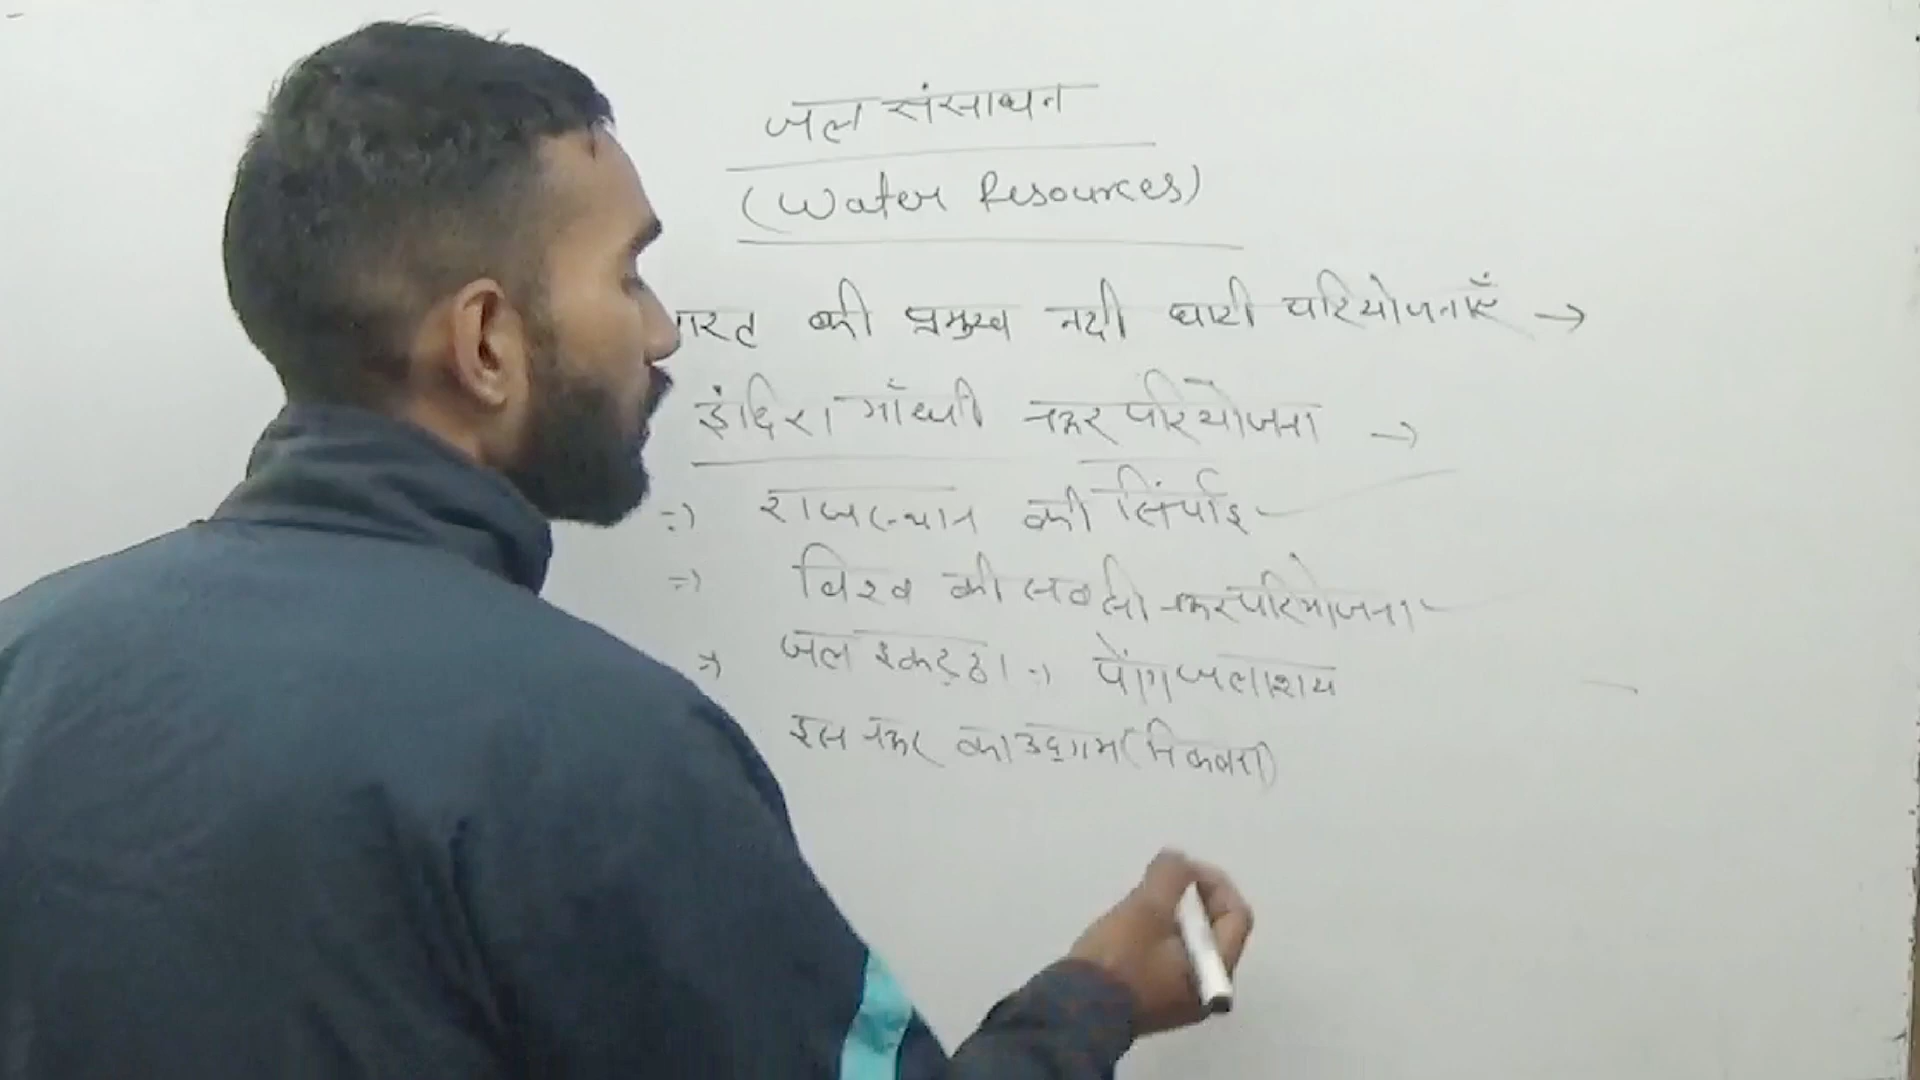 जल संसाधन
(Water Resources)
ारत की प्रमुख नदी घाटी परियोजनाएँ →
इंदिरा गाँधी नहर परियोजना →
=) राजस्थान की सिंचाइ
=) विश्व की सबसे नहर परियोजना
=) जल इकट्ठा =) पोंग जलाशय
इस नहर का उद्गम (निकलना)